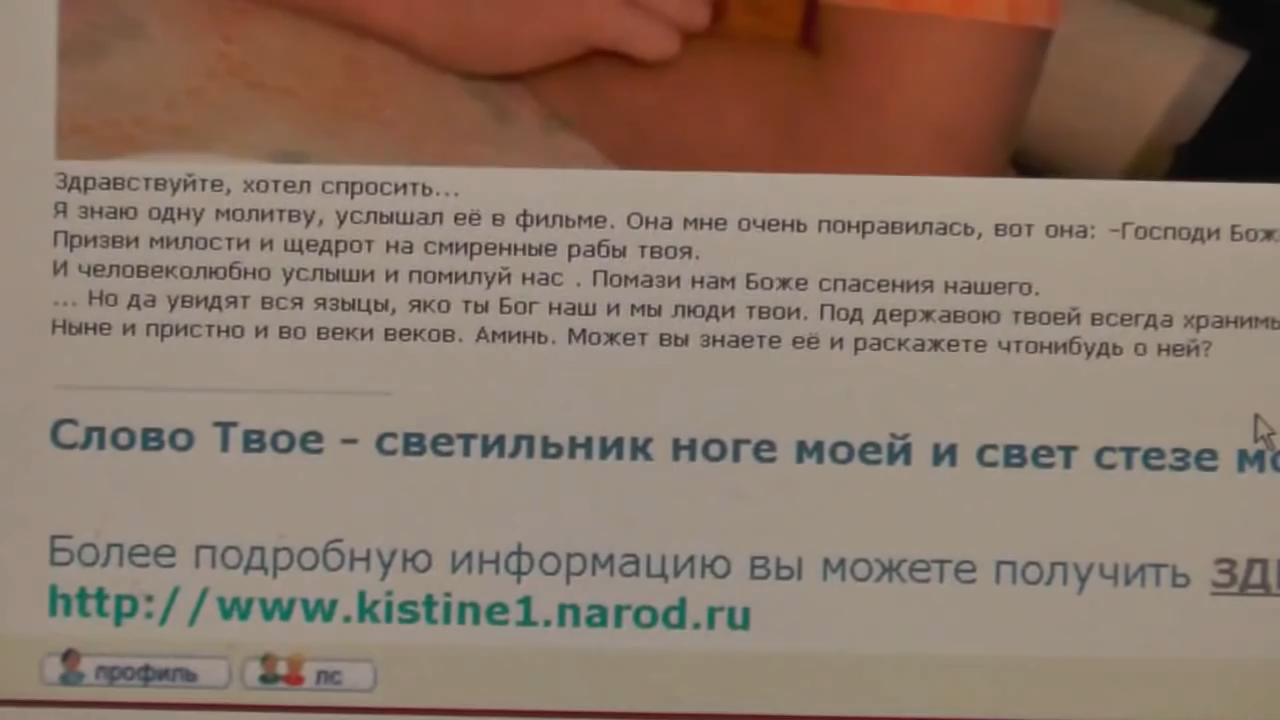 Здравствуйте, хотел спросить...
Я знаю одну молитву, услышал её в фильме. Она мне очень понравилась, вот она: -Господи Бож
Призви милости и щедрот на смиренные рабы твоя.
И человеколюбно услыши и помилуй нас . Помази нам Боже спасения нашего.
... Но да увидят вся языцы, яко ты Бог наш и мы люди твои. Под державою твоей всегда хранимы
Ныне и пристно и во веки веков. Аминь. Может вы знаете её и раскажете чтонибудь о ней?
Слово Твое - светильник ноге моей и свет стезе мо
Более подробную информацию вы можете получить ЗД
http://www.kistine1.narod.ru
профиль лс